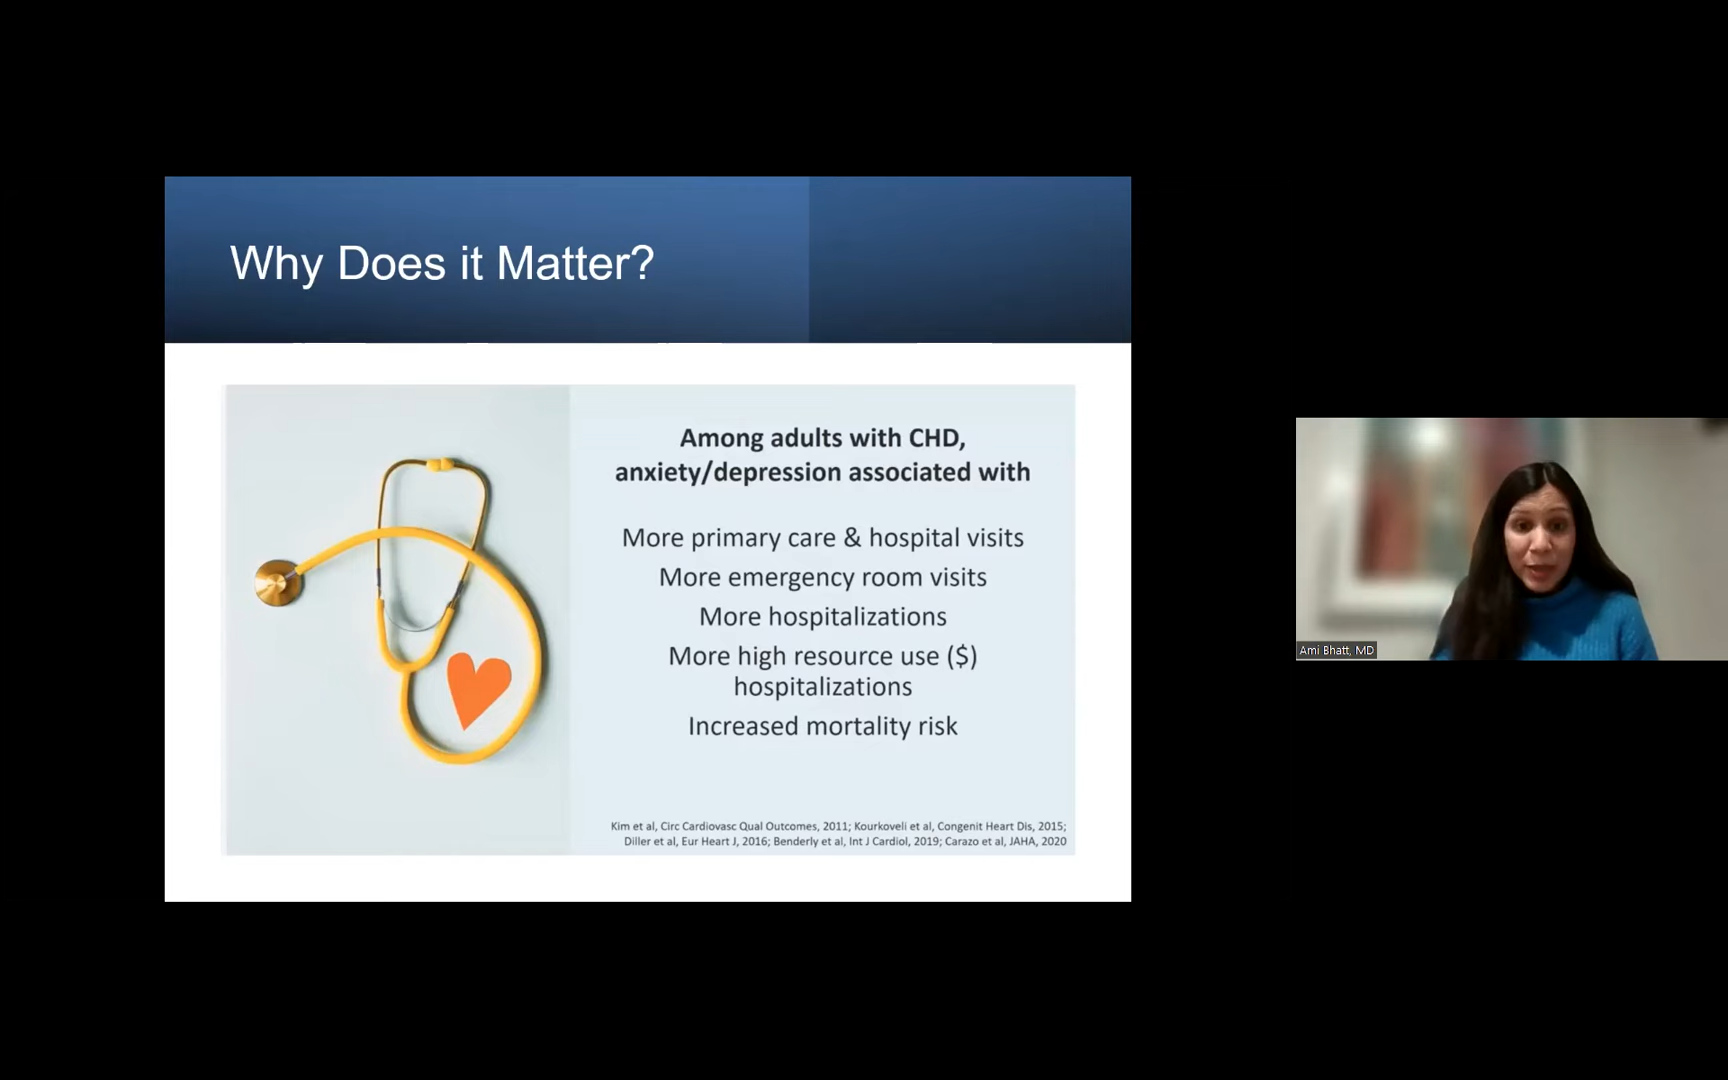 Why Does it Matter?
Among adults with CHD,
anxiety/depression associated with
More primary care & hospital visits
More emergency room visits
More hospitalizations
More high resource use ($)
hospitalizations
Increased mortality risk
Kim et al, Circ Cardiovasc Qual Outcomes, 2011; Kourkoveli et al, Congenit Heart Dis, 2015;
Diller et al, Eur Heart J, 2016; Benderly et al, Int J Cardiol, 2019; Carazo et al, JAHA, 2020
Ami Bhatt, MD